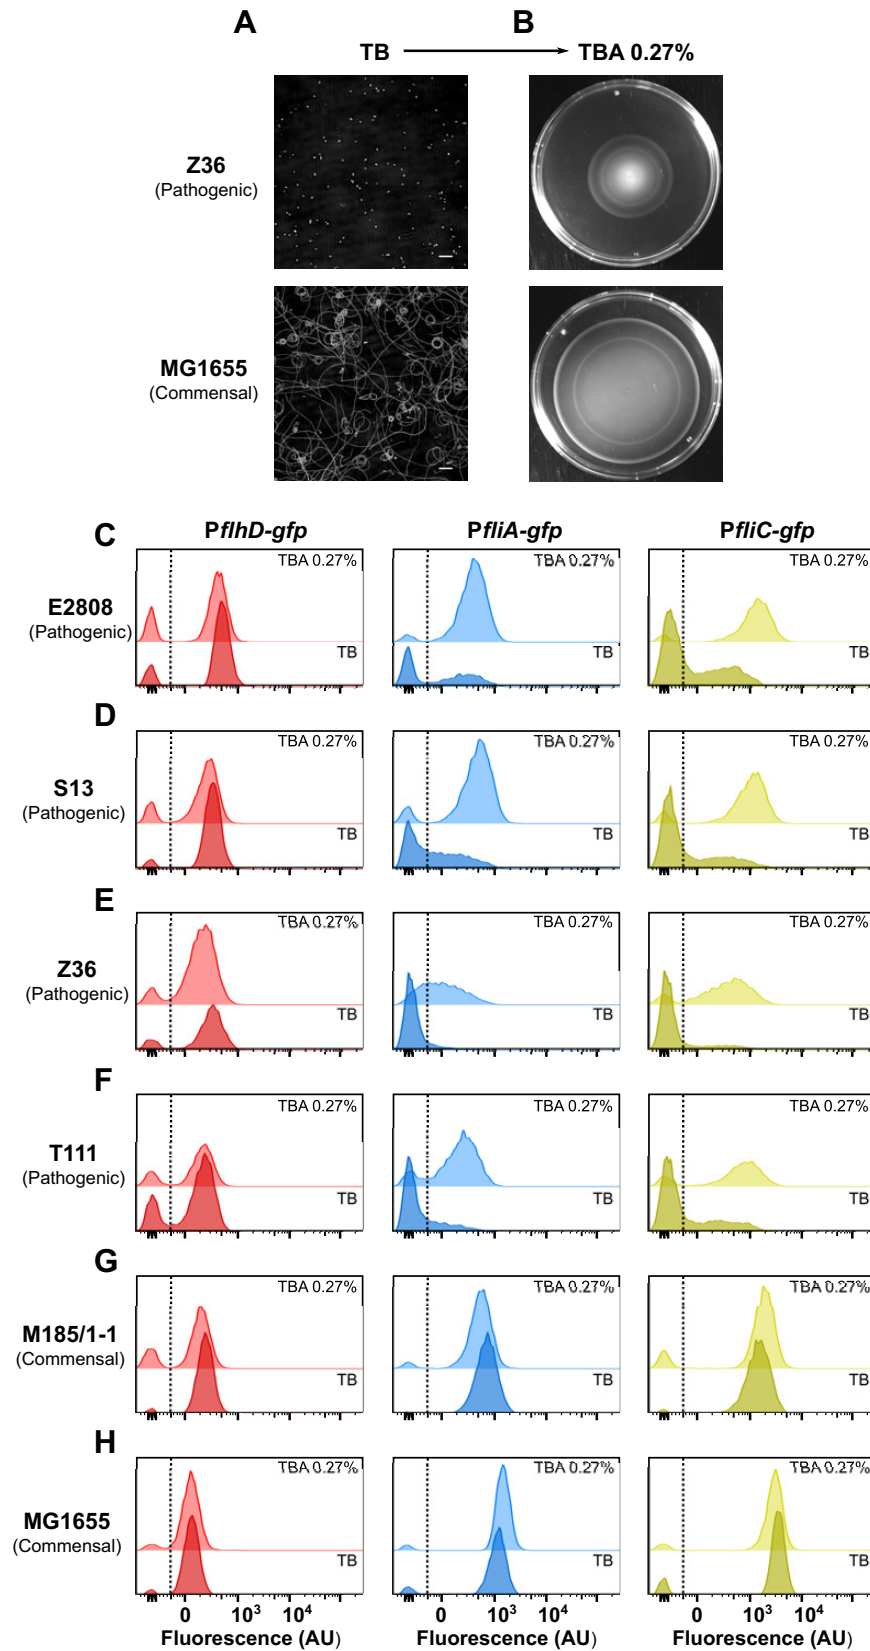 A B
TB TBA 0.27%
Z36
(Pathogenic)
MG1655
(Commensal)
C PflhD-gfp PfliA-gfp PfliC-gfp
TBA 0.27% TBA 0.27% TBA 0.27%
E2808
(Pathogenic)
TB TB TB
D
TBA 0.27% TBA 0.27% TBA 0.27%
S13
(Pathogenic)
TB TB TB
E
TBA 0.27% TBA 0.27% TBA 0.27%
Z36
(Pathogenic)
TB TB TB
F
TBA 0.27% TBA 0.27% TBA 0.27%
T111
(Pathogenic)
TB TB TB
G
TBA 0.27% TBA 0.27% TBA 0.27%
M185/1-1
(Commensal)
TB TB TB
H
TBA 0.27% TBA 0.27% TBA 0.27%
MG1655
(Commensal)
TB TB TB
0 10³ 10⁴ 0 10³ 10⁴ 0 10³ 10⁴
Fluorescence (AU) Fluorescence (AU) Fluorescence (AU)